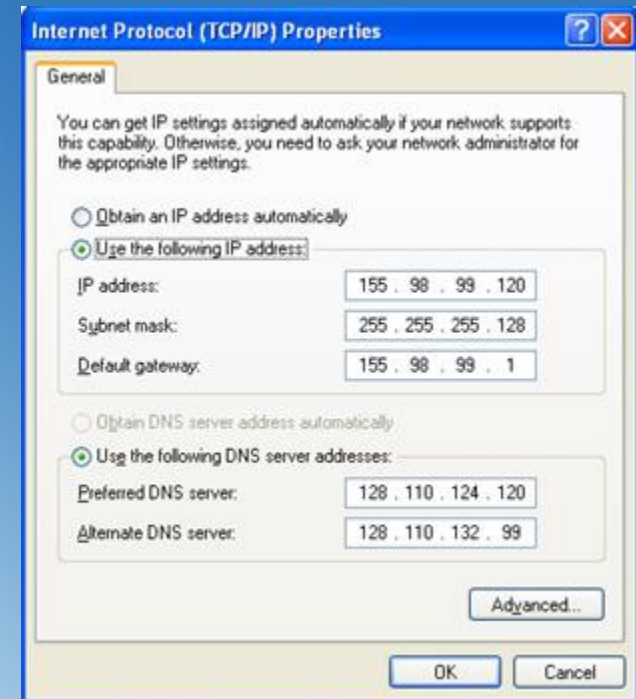 Internet Protocol (TCP/IP) Properties
General
You can get IP settings assigned automatically if your network supports
this capability. Otherwise, you need to ask your network administrator for
the appropriate IP settings.
Obtain an IP address automatically
Use the following IP address:
IP address: 155 . 98 . 99 . 120
Subnet mask: 255 . 255 . 255 . 128
Default gateway: 155 . 98 . 99 . 1
Obtain DNS server address automatically
Use the following DNS server addresses:
Preferred DNS server: 128 . 110 . 124 . 120
Alternate DNS server: 128 . 110 . 132 . 99
Advanced...
OK Cancel